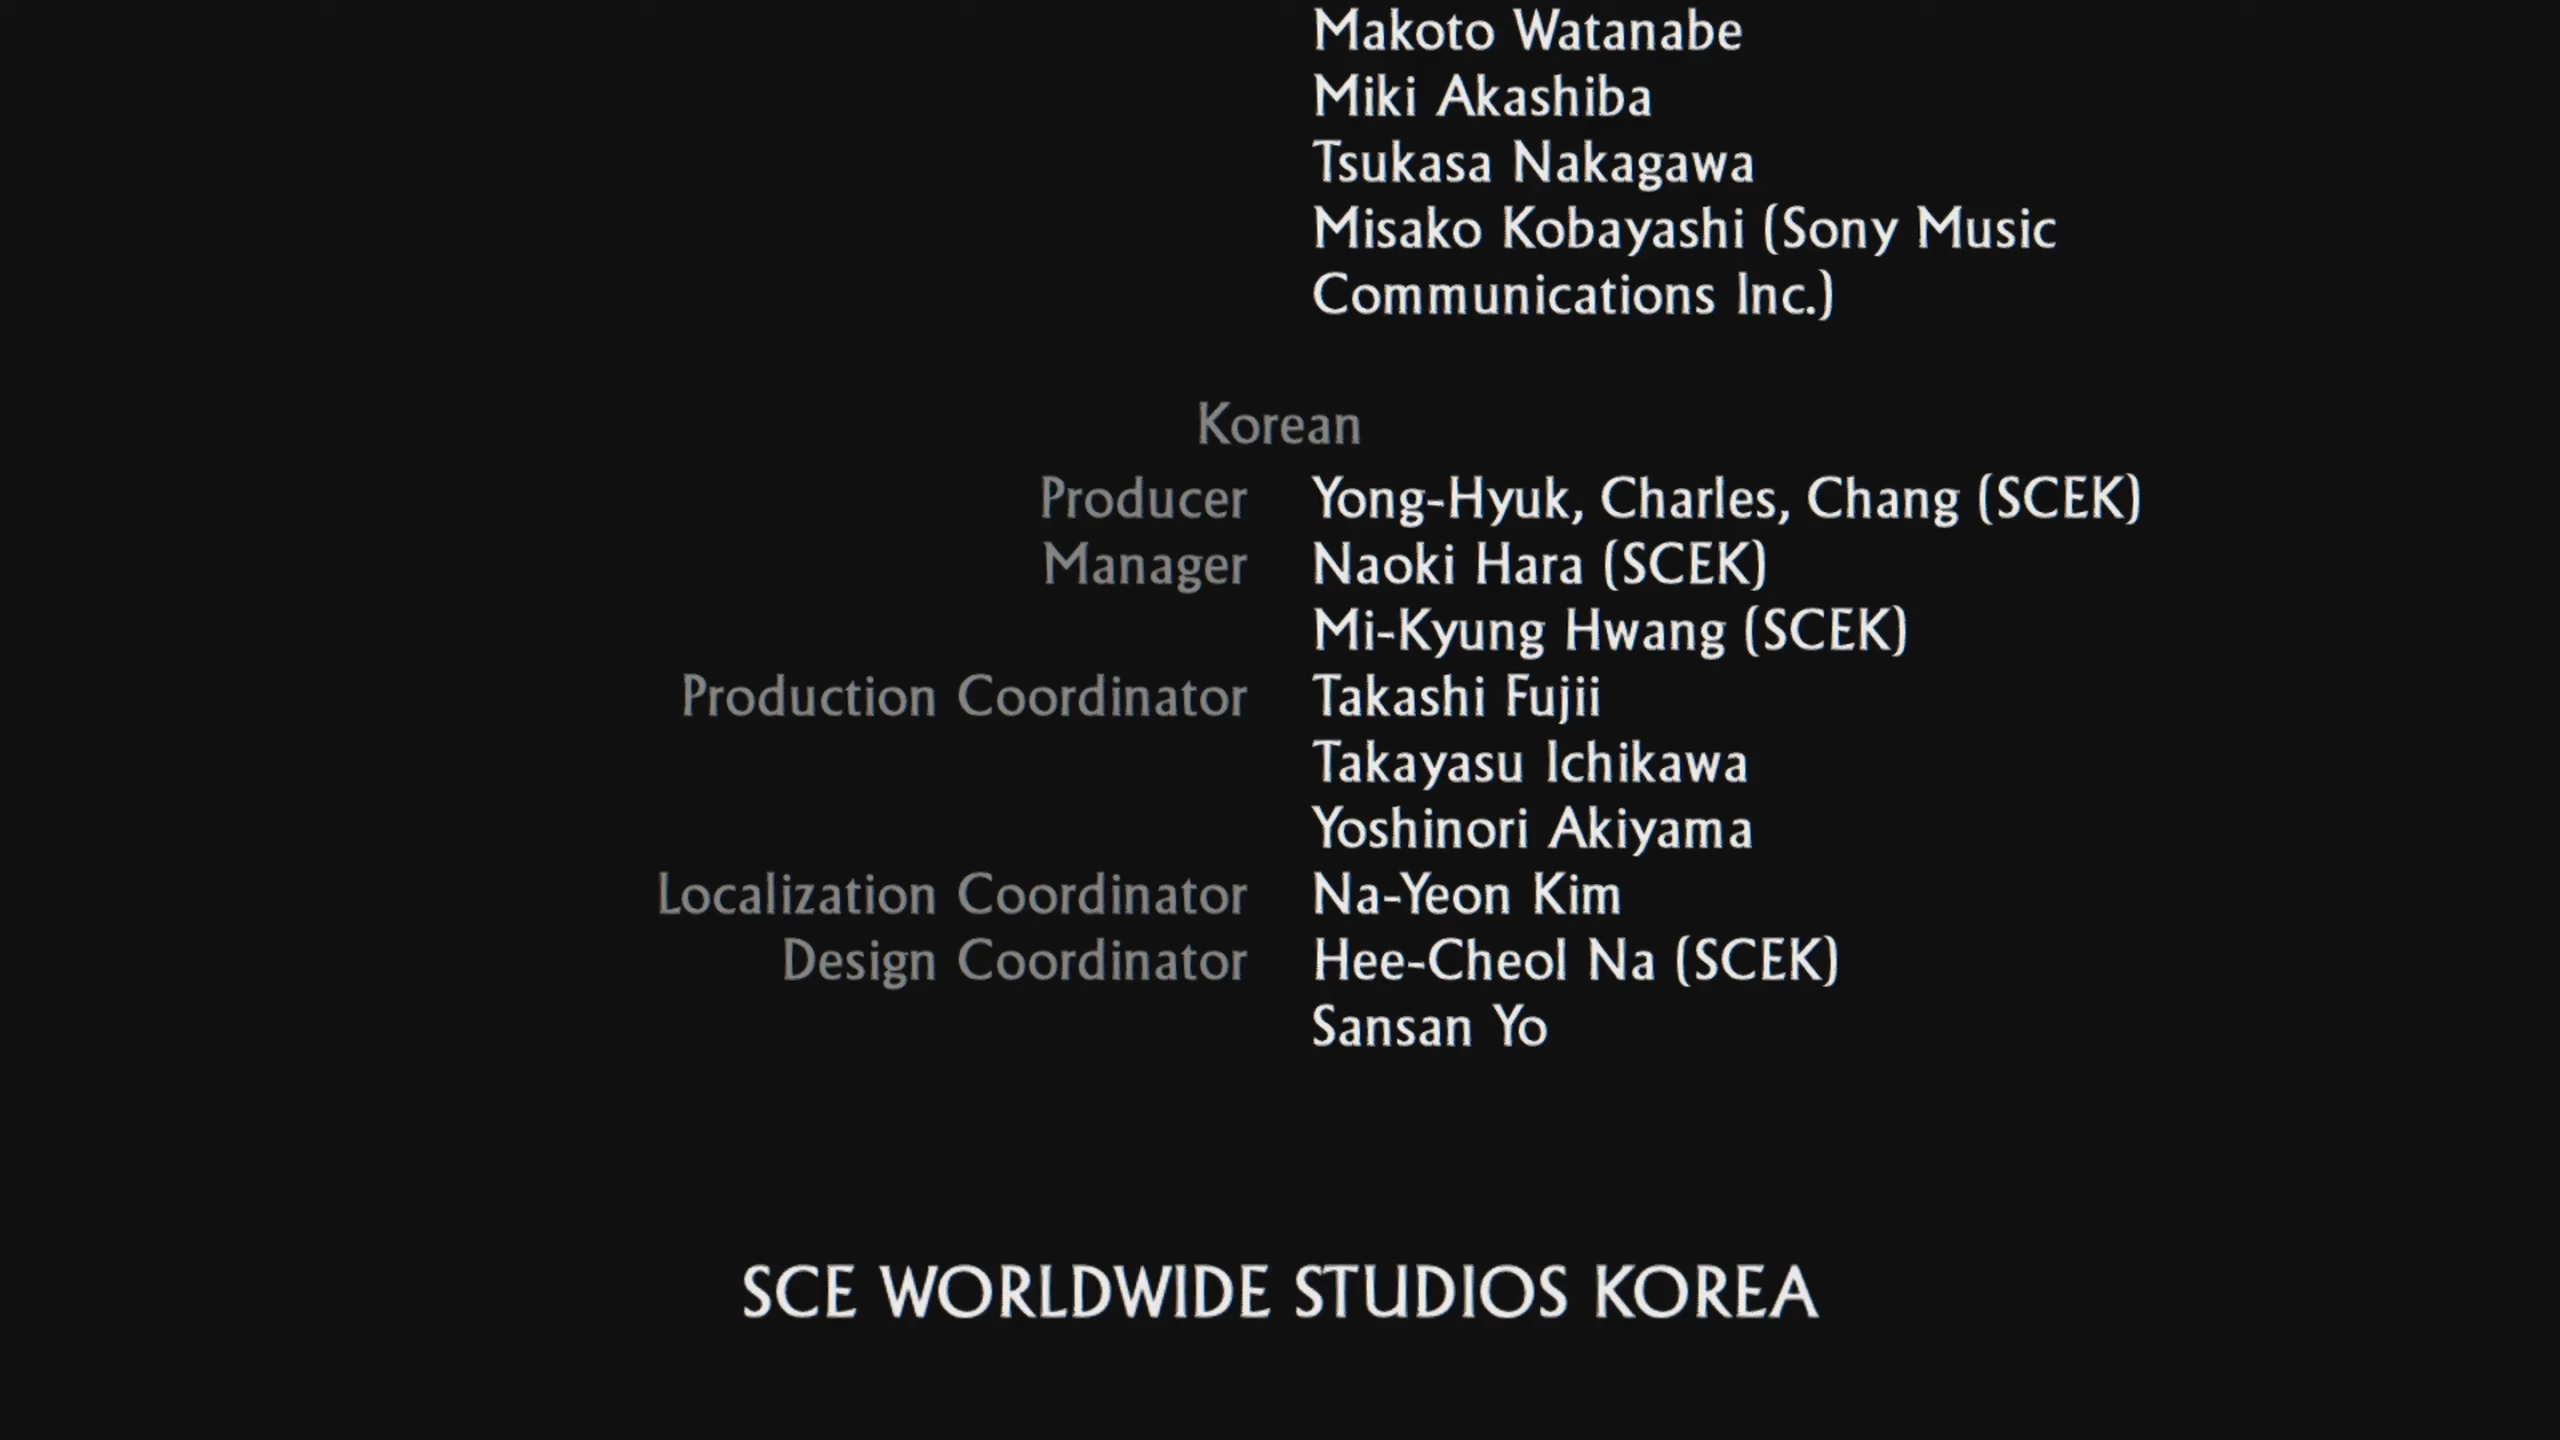 Makoto Watanabe
Miki Akashiba
Tsukasa Nakagawa
Misako Kobayashi (Sony Music
Communications Inc.)
Korean
Producer Yong-Hyuk, Charles, Chang (SCEK)
Manager Naoki Hara (SCEK)
Mi-Kyung Hwang (SCEK)
Production Coordinator Takashi Fujii
Takayasu Ichikawa
Yoshinori Akiyama
Localization Coordinator Na-Yeon Kim
Design Coordinator Hee-Cheol Na (SCEK)
Sansan Yo
SCE WORLDWIDE STUDIOS KOREA